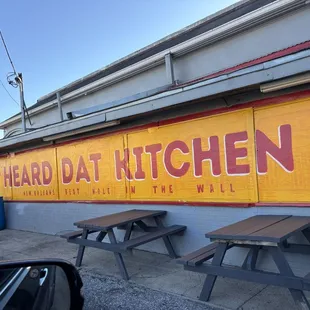 HEARD DAT KITCHEN
NEW ORLEANS BEST HOLE IN THE WALL